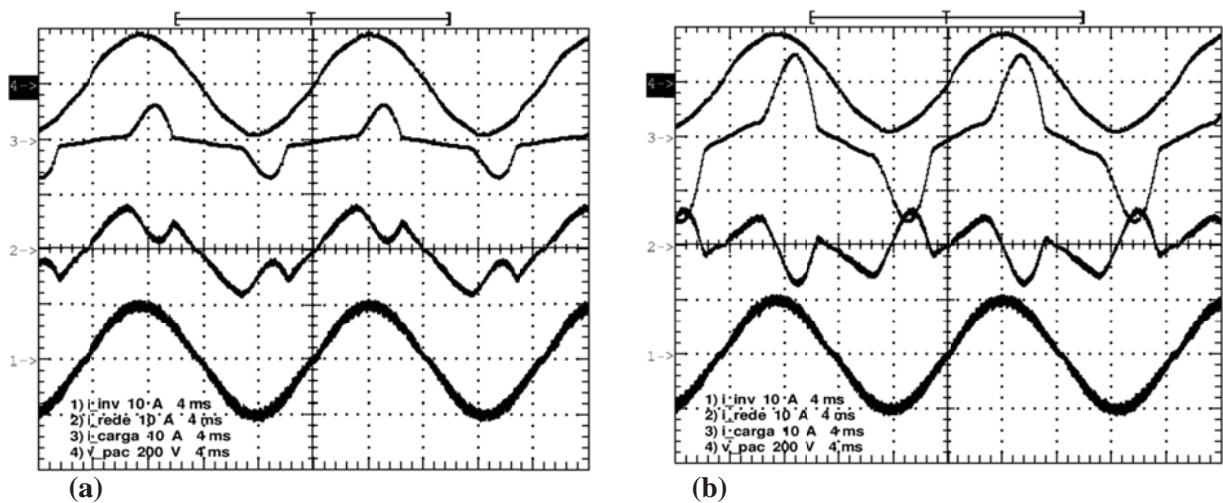 4->
3->
2->
1->
1) i_inv 10 A 4 ms
2) i_rede 10 A 4 ms
3) i_carga 10 A 4 ms
4) v_pac 200 V 4 ms
(a)
4->
3->
2->
1->
1) i_inv 10 A 4 ms
2) i_rede 10 A 4 ms
3) i_carga 10 A 4 ms
4) v_pac 200 V 4 ms
(b)